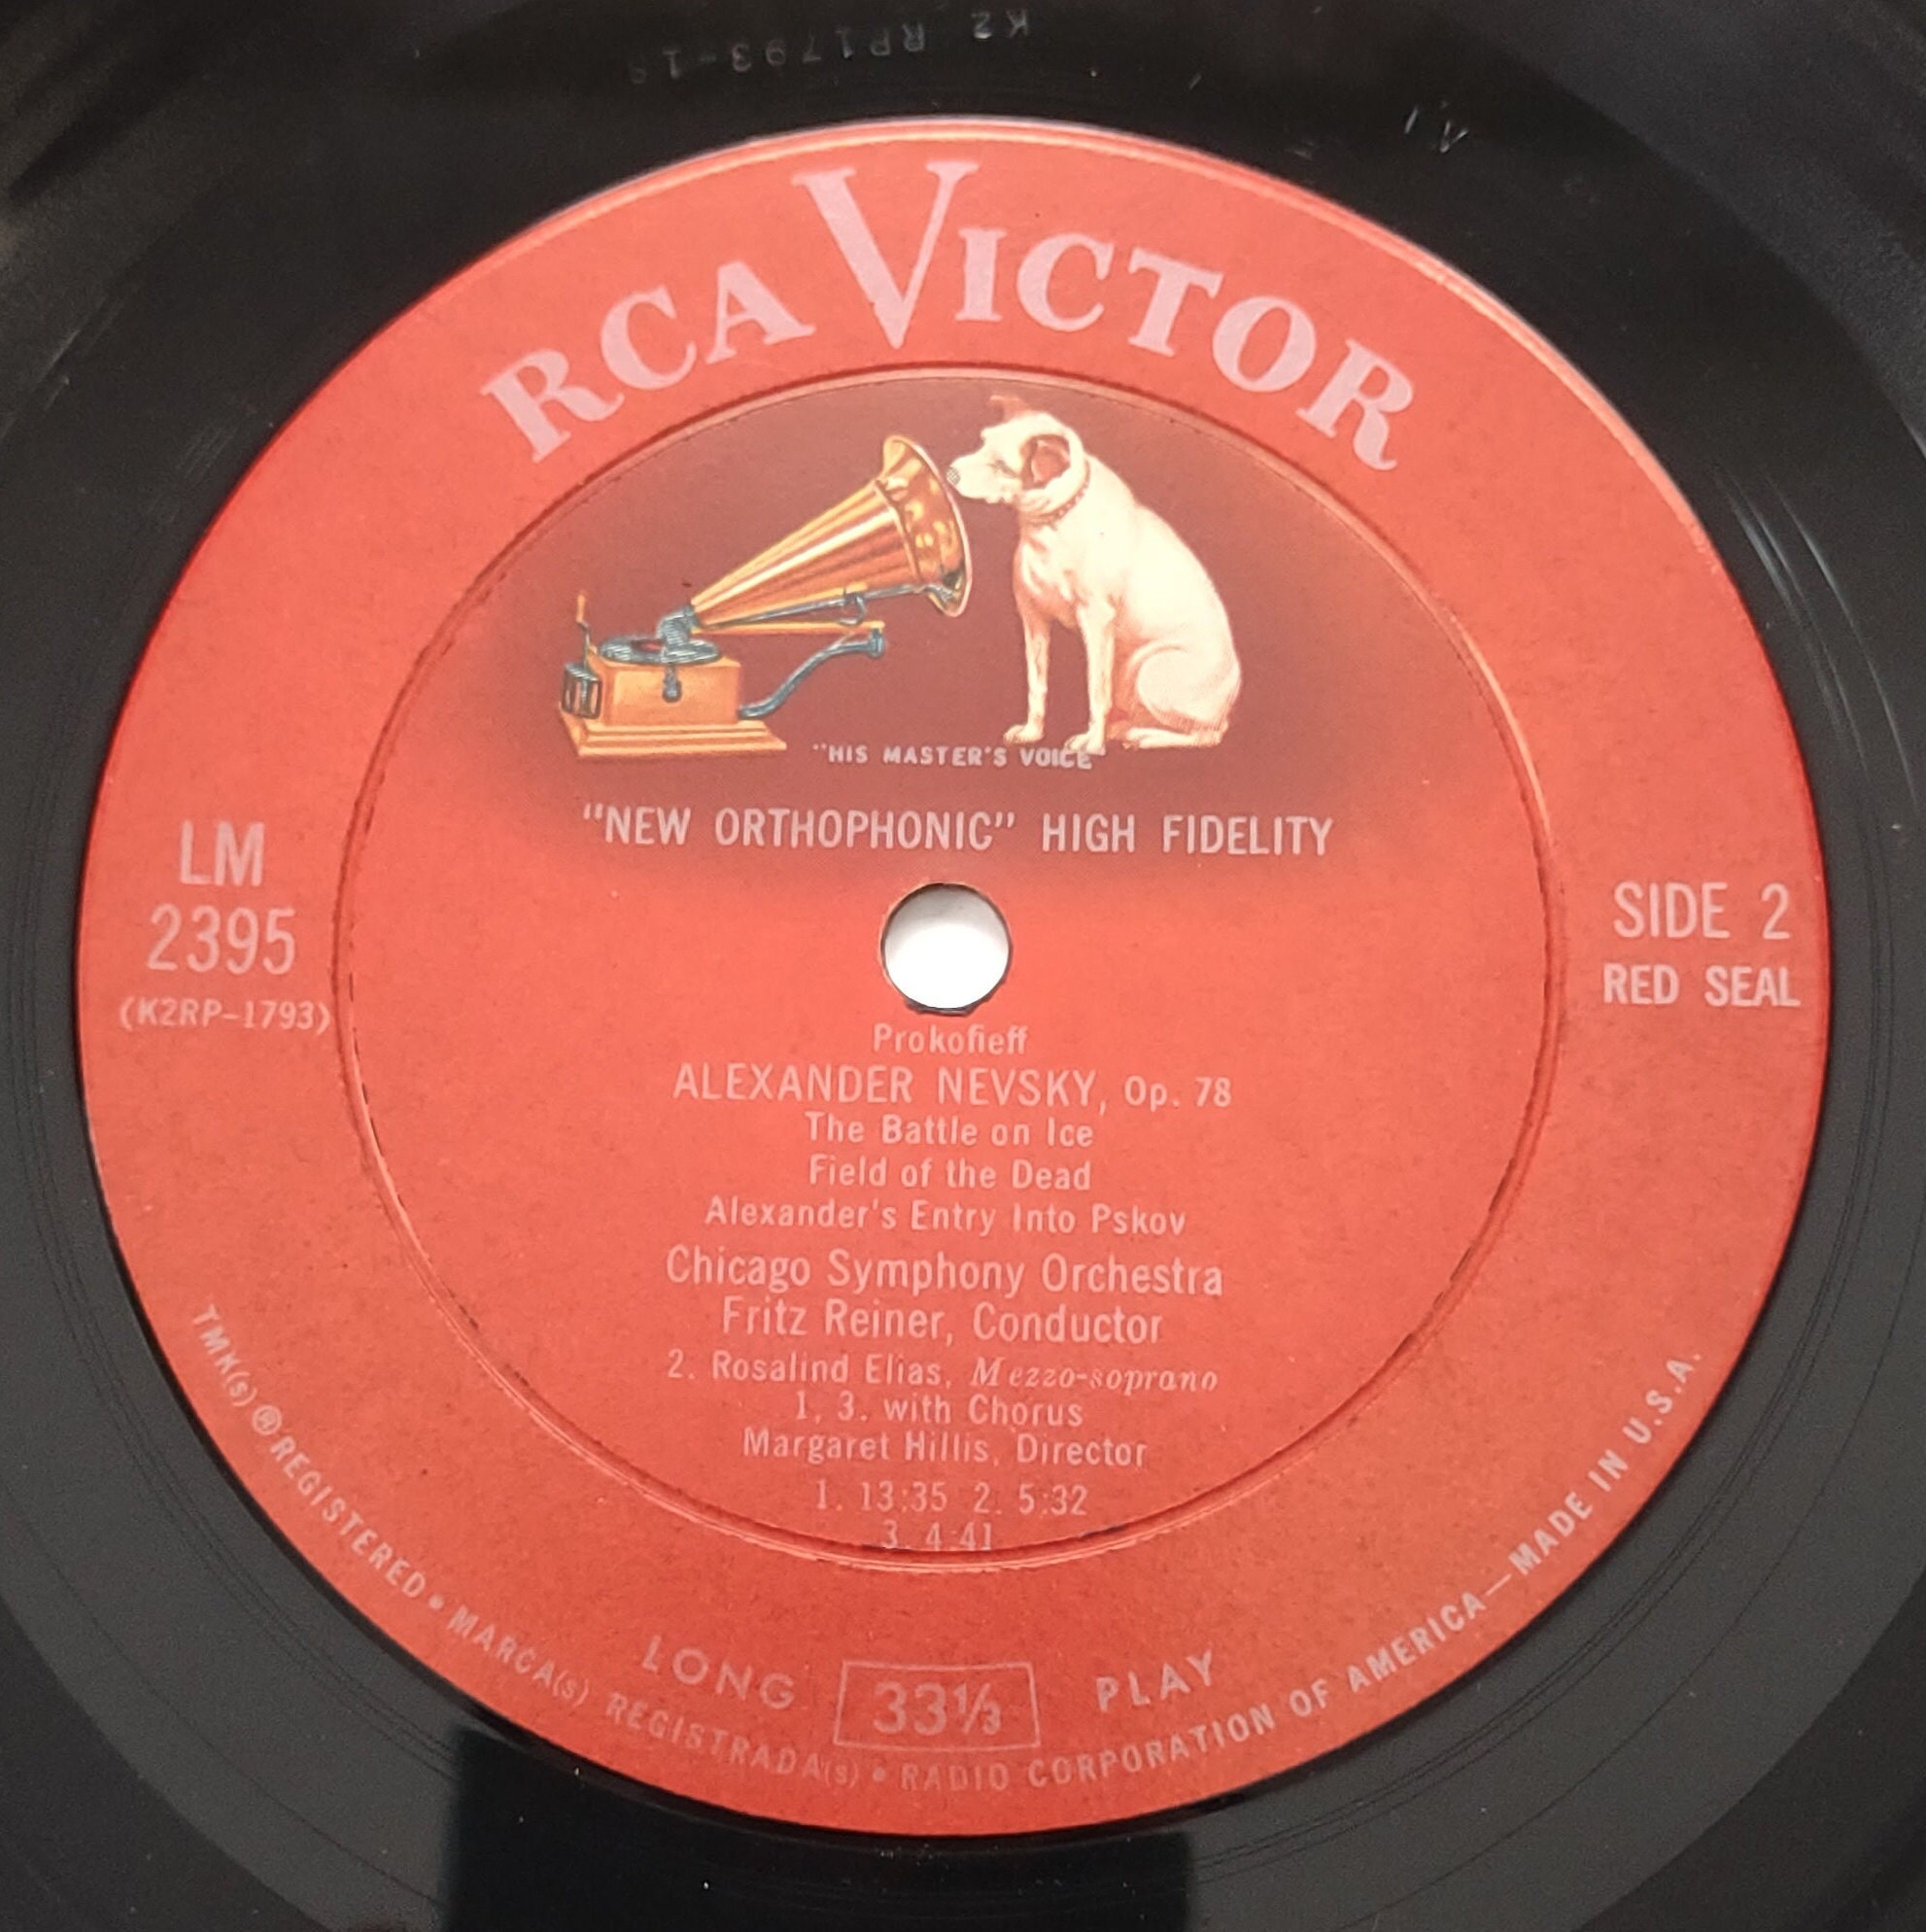 K2 RP1793-1
RCA VICTOR
"HIS MASTER'S VOICE"
"NEW ORTHOPHONIC" HIGH FIDELITY
LM
2395
(K2RP-1793)
SIDE 2
RED SEAL
Prokofieff
ALEXANDER NEVSKY, Op. 78
The Battle on Ice
Field of the Dead
Alexander's Entry Into Pskov
Chicago Symphony Orchestra
Fritz Reiner, Conductor
2. Rosalind Elias, Mezzo-soprano
1, 3. with Chorus
Margaret Hillis, Director
1. 13:35 2. 5:32
3. 4:41
LONG 33⅓ PLAY
TMK(s) ® REGISTERED • MARCA(s) REGISTRADA(s) • RADIO CORPORATION OF AMERICA—MADE IN U.S.A.